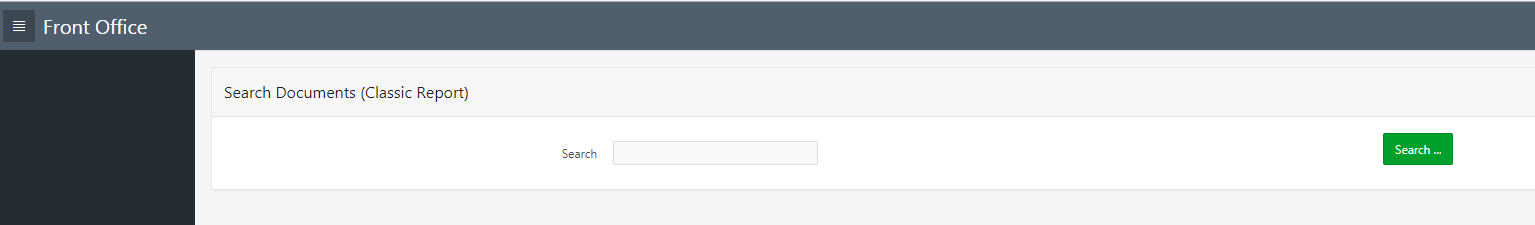 Front Office
Search Documents (Classic Report)
Search
Search ...